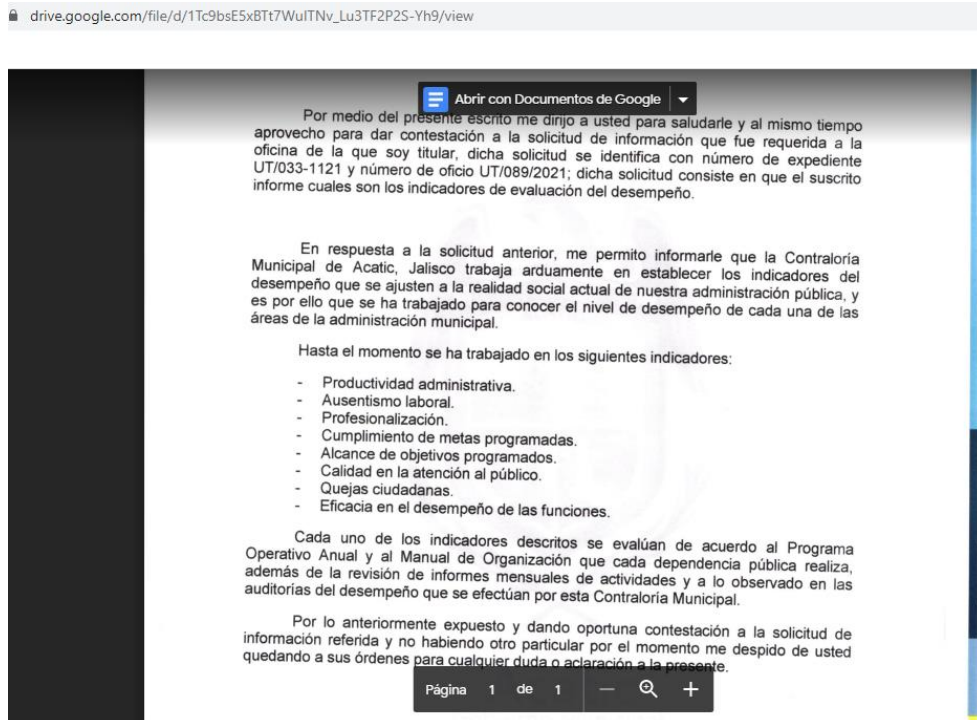 drive.google.com/file/d/1Tc9bsE5xBTt7WuITNv_Lu3TF2P2S-Yh9/view
Abrir con Documentos de Google
Por medio del presente escrito me dirijo a usted para saludarle y al mismo tiempo
aprovecho para dar contestación a la solicitud de información que fue requerida a la
oficina de la que soy titular, dicha solicitud se identifica con número de expediente
UT/033-1121 y número de oficio UT/089/2021; dicha solicitud consiste en que el suscrito
informe cuales son los indicadores de evaluación del desempeño.
En respuesta a la solicitud anterior, me permito informarle que la Contraloría
Municipal de Acatic, Jalisco trabaja arduamente en establecer los indicadores del
desempeño que se ajusten a la realidad social actual de nuestra administración pública, y
es por ello que se ha trabajado para conocer el nivel de desempeño de cada una de las
áreas de la administración municipal.
Hasta el momento se ha trabajado en los siguientes indicadores:
- Productividad administrativa.
- Ausentismo laboral.
- Profesionalización.
- Cumplimiento de metas programadas.
- Alcance de objetivos programados.
- Calidad en la atención al público.
- Quejas ciudadanas.
- Eficacia en el desempeño de las funciones.
Cada uno de los indicadores descritos se evalúan de acuerdo al Programa
Operativo Anual y al Manual de Organización que cada dependencia pública realiza,
además de la revisión de informes mensuales de actividades y a lo observado en las
auditorías del desempeño que se efectúan por esta Contraloría Municipal.
Por lo anteriormente expuesto y dando oportuna contestación a la solicitud de
información referida y no habiendo otro particular por el momento me despido de usted
quedando a sus órdenes para cualquier duda o aclaración a la presente.
Página 1 de 1